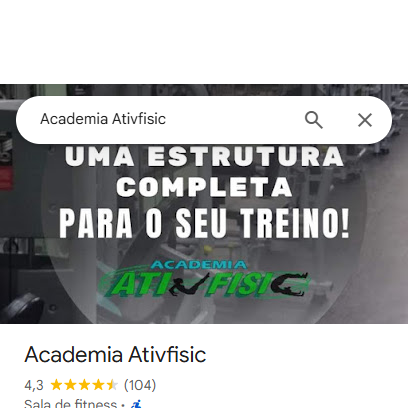 Academia Ativfisic
UMA ESTRUTURA
COMPLETA
PARA O SEU TREINO!
ACADEMIA
ATIVFISIC
Academia Ativfisic
4,3 (104)
Sala de fitness ·